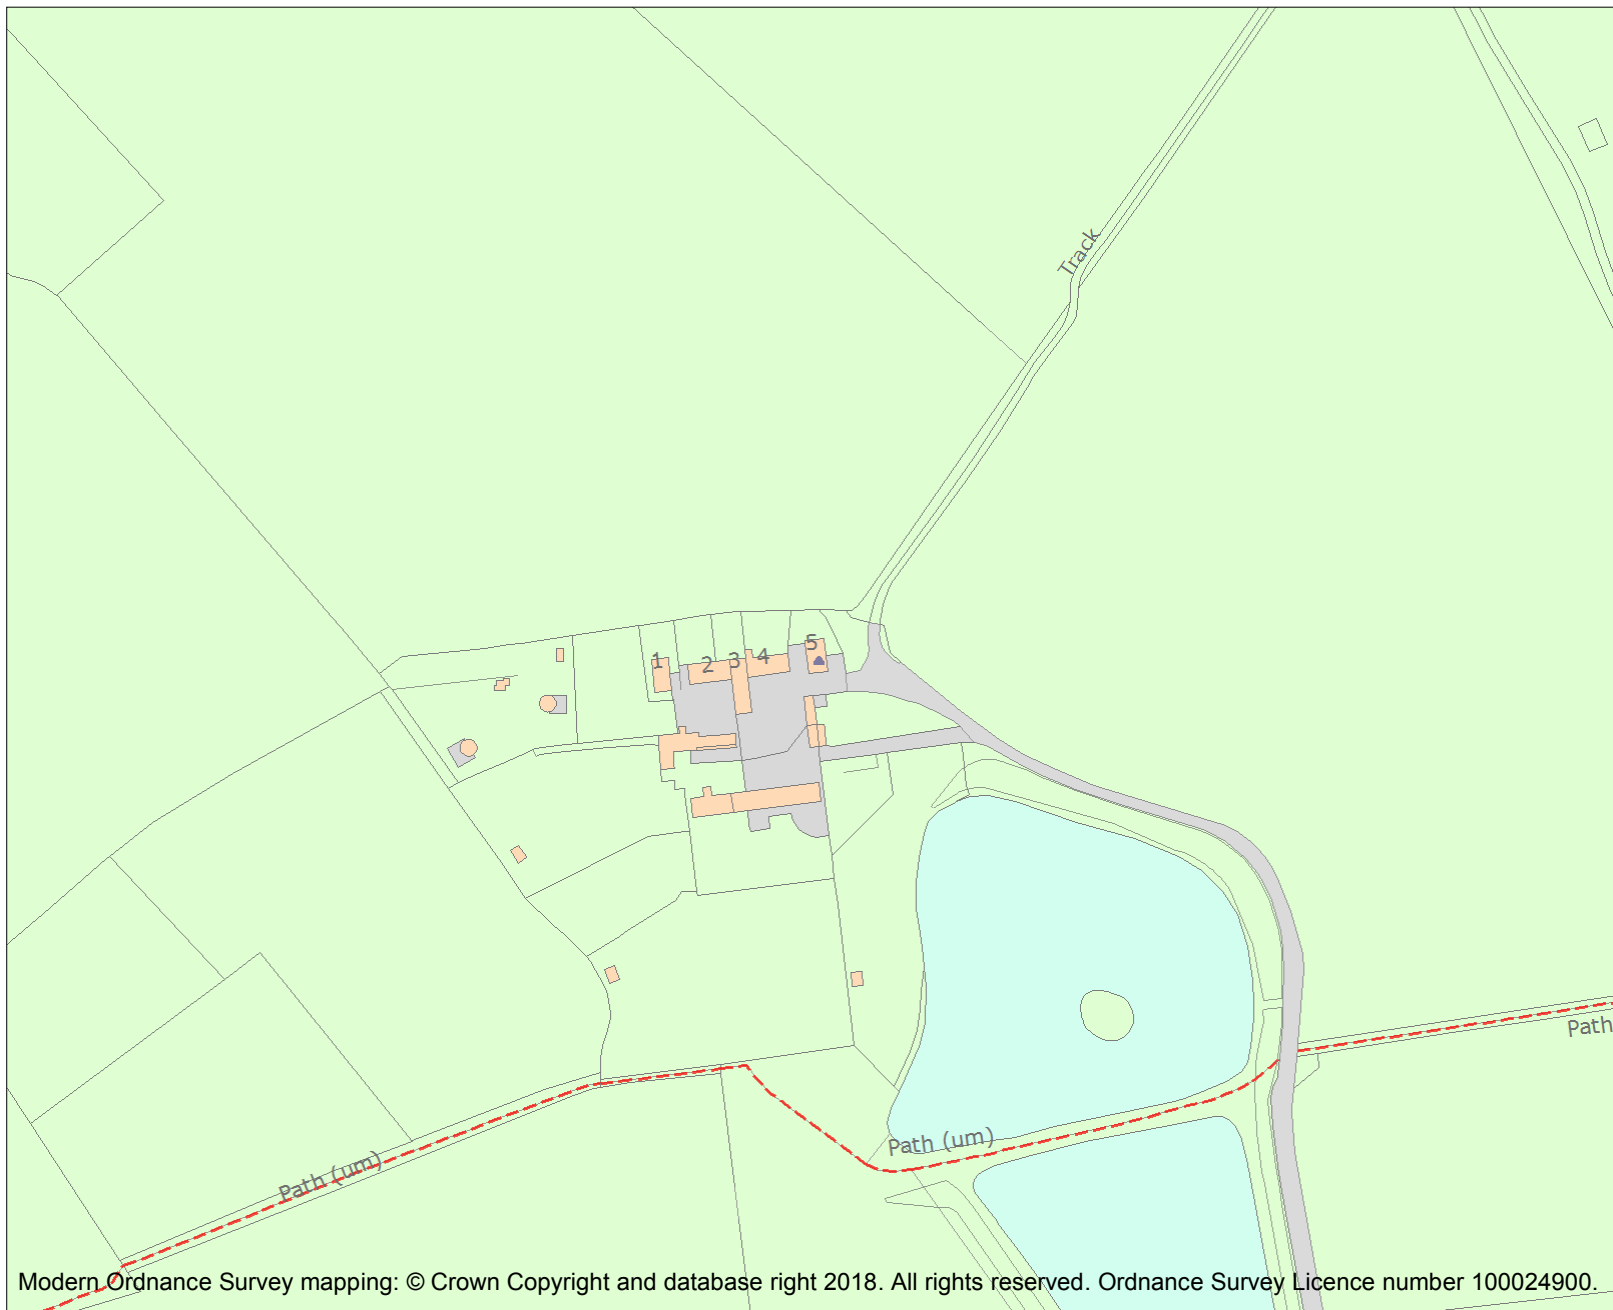 Track
1
2
3
4
5
Path
Path (um)
Path (um)
Modern Ordnance Survey mapping: © Crown Copyright and database right 2018. All rights reserved. Ordnance Survey Licence number 100024900.